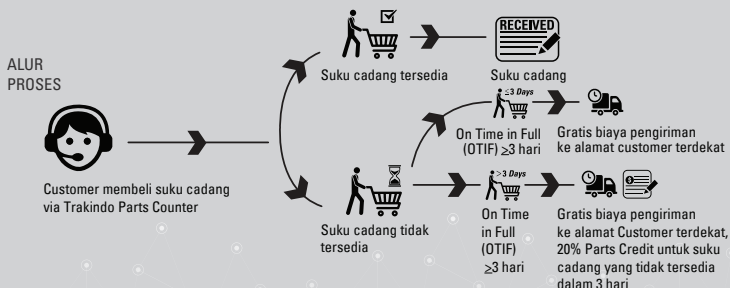 ALUR
PROSES
Customer membeli suku cadang
via Trakindo Parts Counter
Suku cadang tersedia
RECEIVED
Suku cadang
Suku cadang tidak
tersedia
≤3 Days
On Time in Full
(OTIF) ≥3 hari
Gratis biaya pengiriman
ke alamat customer terdekat
>3 Days
On Time
in Full
(OTIF)
≥3 hari
Gratis biaya pengiriman
ke alamat Customer terdekat,
20% Parts Credit untuk suku
cadang yang tidak tersedia
dalam 3 hari